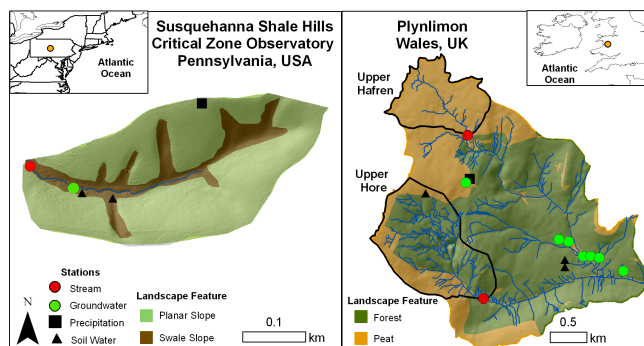 Atlantic
Ocean
Susquehanna Shale Hills
Critical Zone Observatory
Pennsylvania, USA
Stations
Stream
Groundwater
Precipitation
Soil Water
N
Landscape Feature
Planar Slope
Swale Slope
0.1
km
Plynlimon
Wales, UK
Atlantic
Ocean
Upper
Hafren
Upper
Hore
Landscape Feature
Forest
Peat
0.5
km